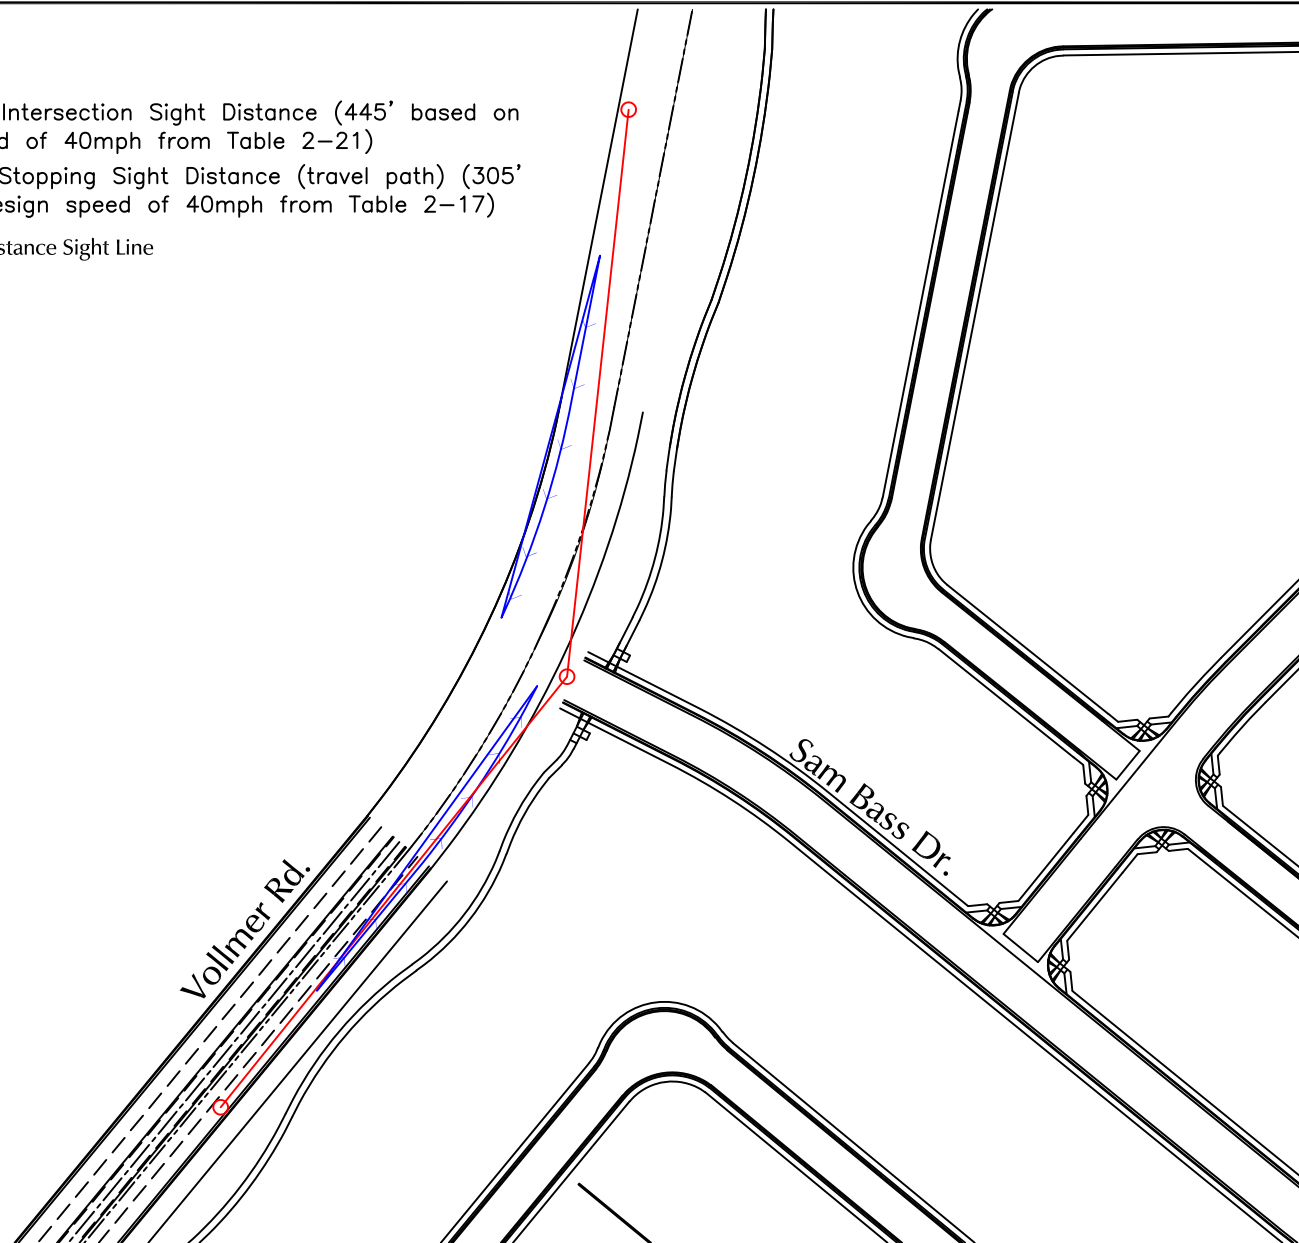 Intersection Sight Distance (445' based on
d of 40mph from Table 2-21)
Stopping Sight Distance (travel path) (305'
esign speed of 40mph from Table 2-17)
stance Sight Line
Sam Bass Dr.
Vollmer Rd.